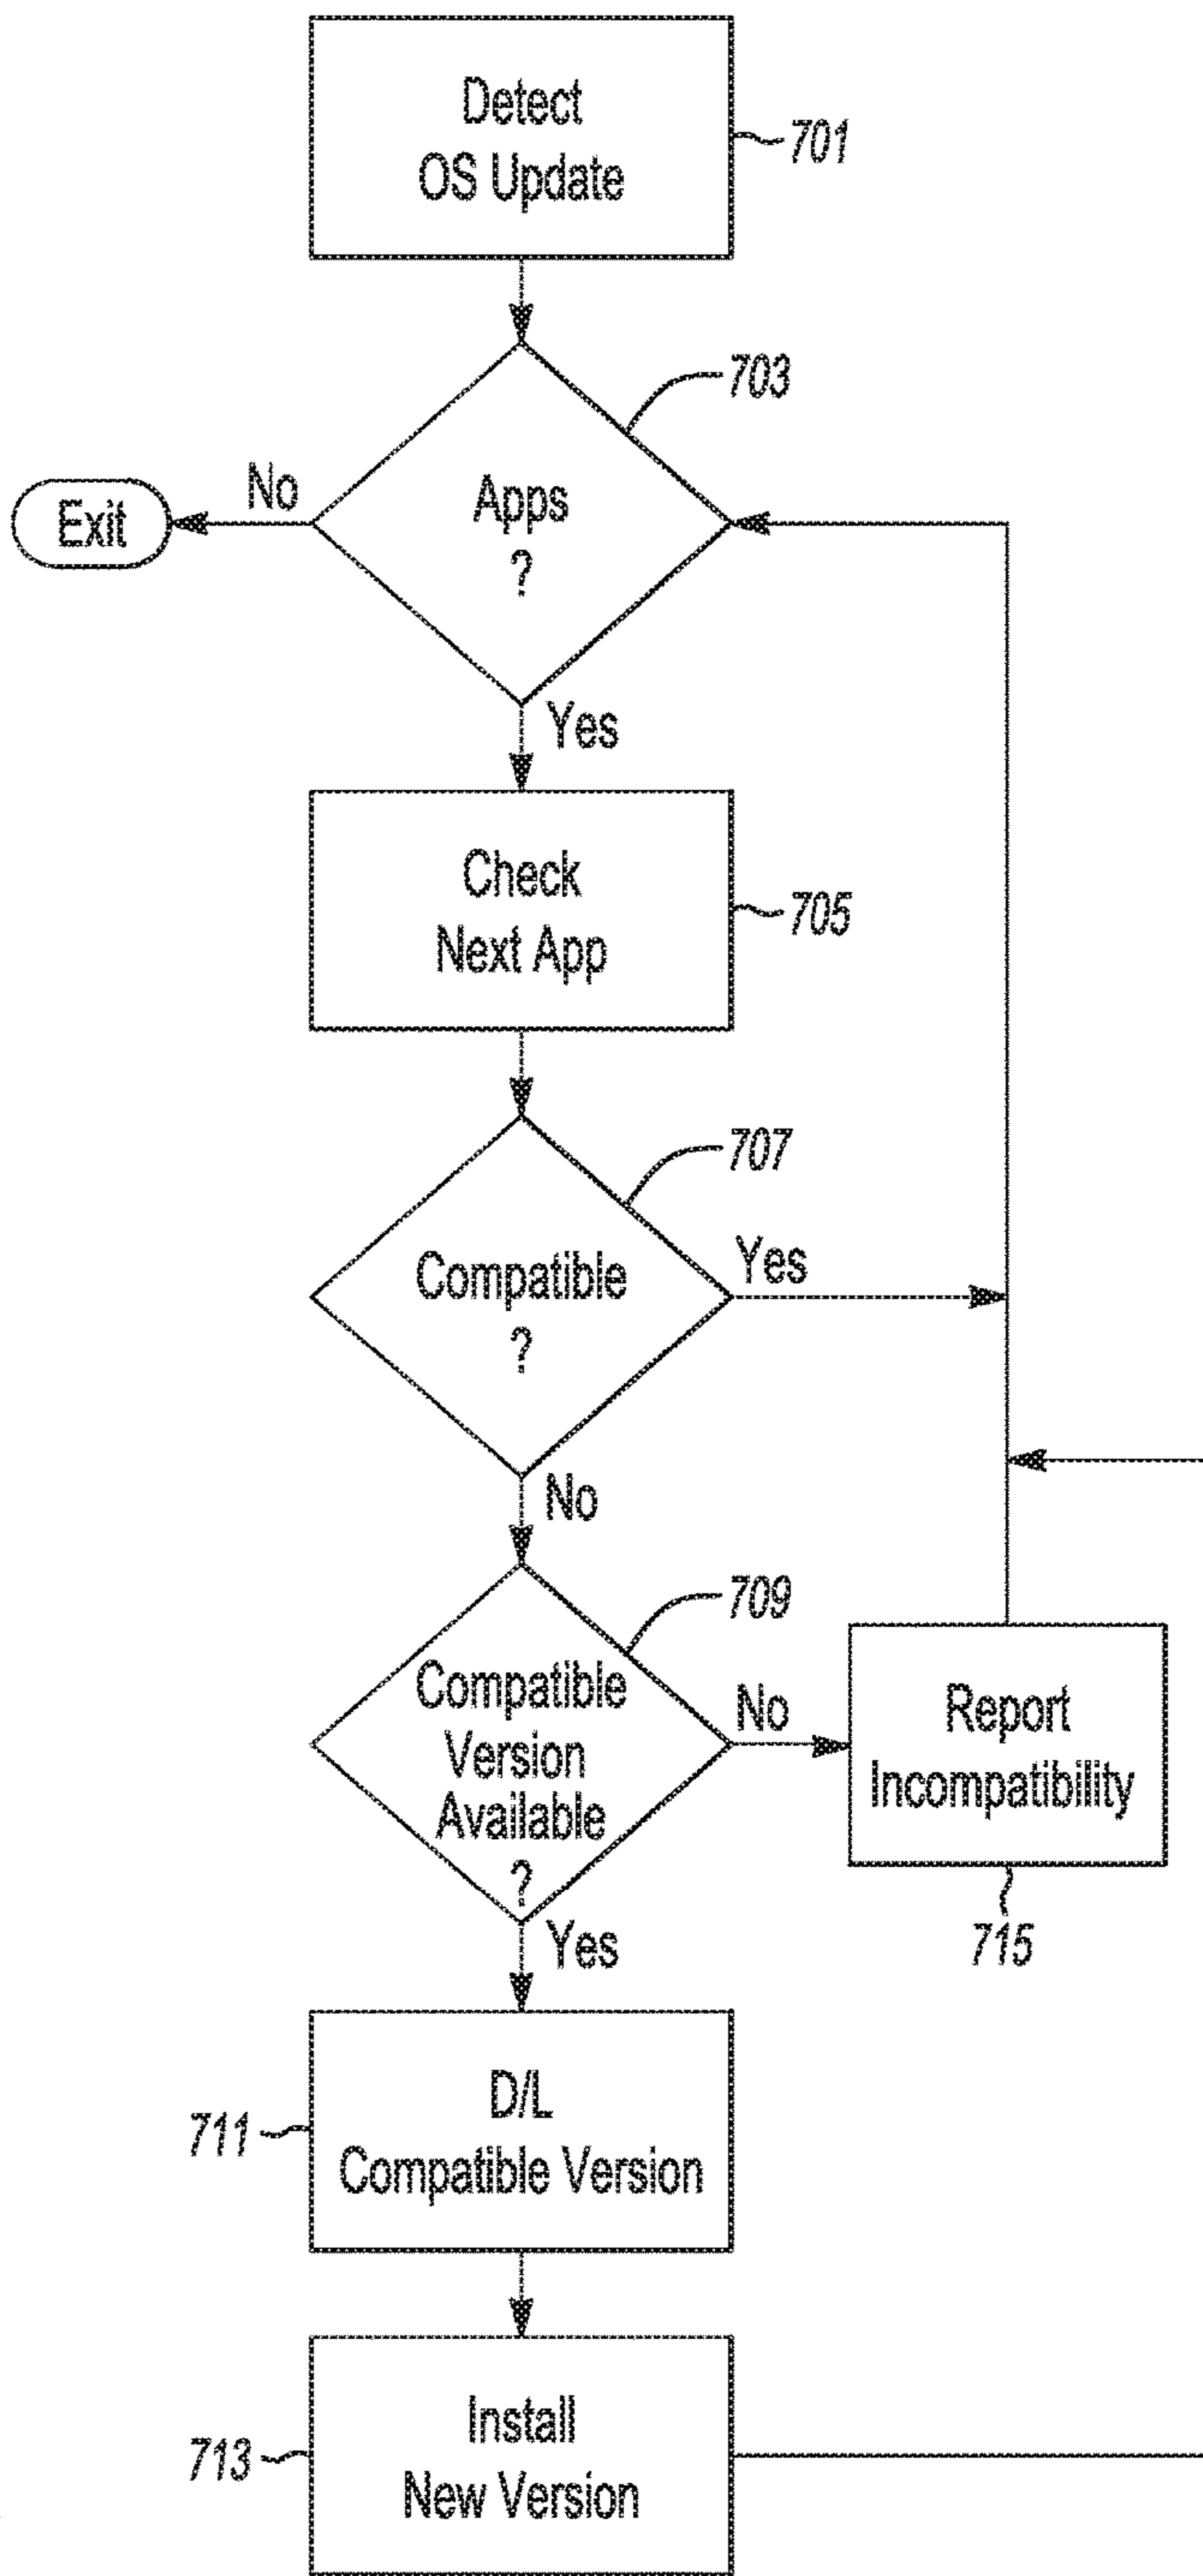 Detect
OS Update
701
703
No
Exit
Apps
?
Yes
Check
Next App
705
707
Compatible
?
Yes
No
709
Compatible
Version
Available
?
No
Report
Incompatibility
715
Yes
711
D/L
Compatible Version
713
Install
New Version